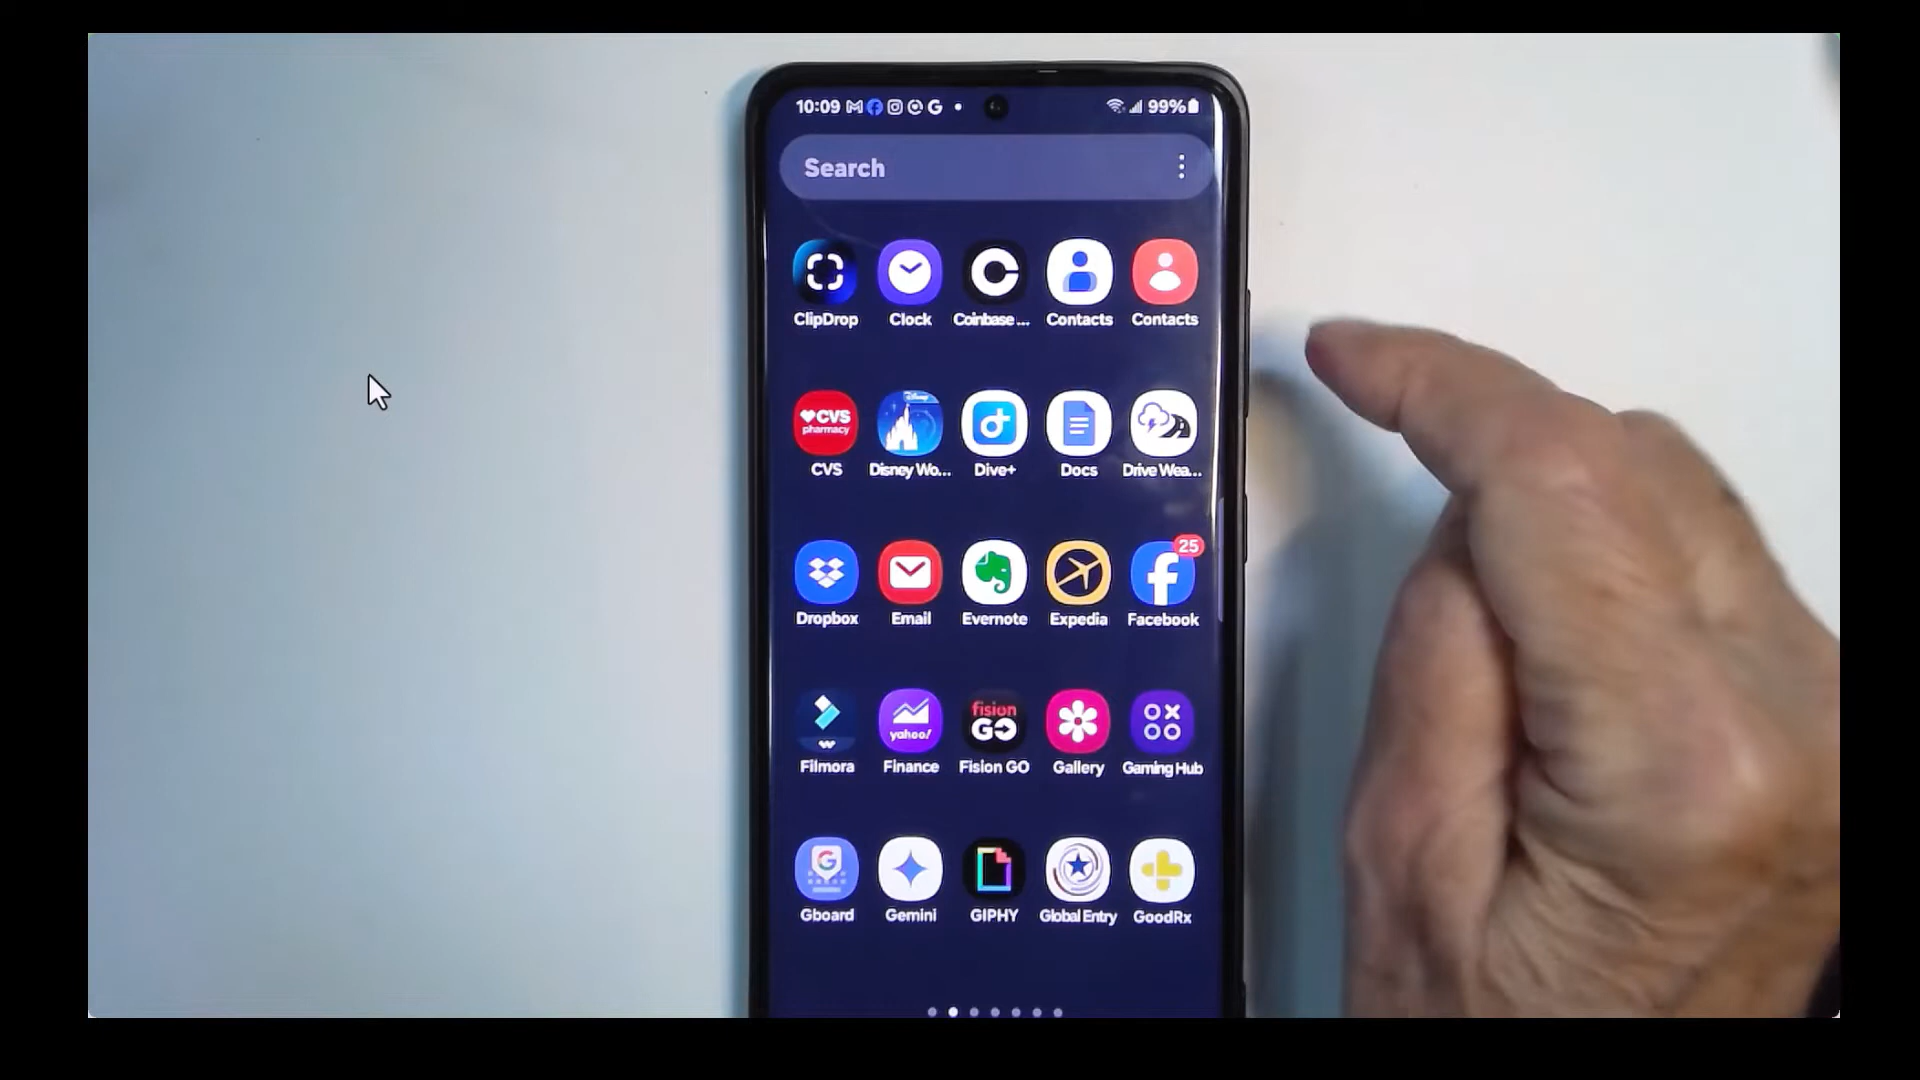 10:09 99%
Search
ClipDrop Clock Coinbase ... Contacts Contacts
CVS pharmacy Disney
CVS Disney Wo... Dive+ Docs Drive Wea...
25
Dropbox Email Evernote Expedia Facebook
yahoo! fision GO
Filmora Finance Fision GO Gallery Gaming Hub
Gboard Gemini GIPHY Global Entry GoodRx